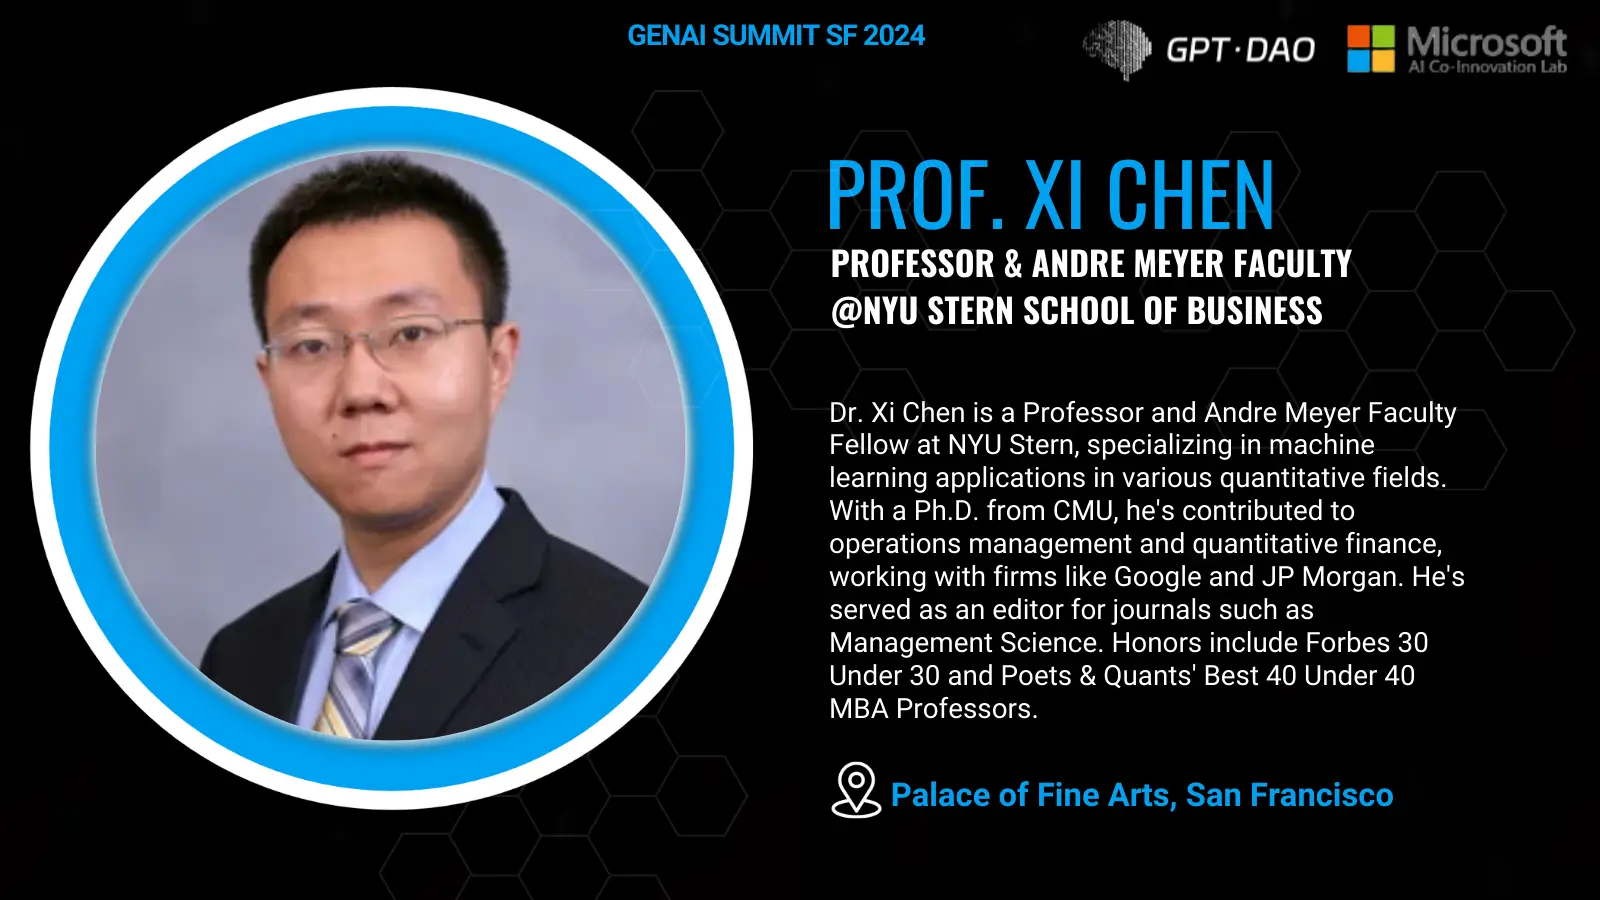 GENAI SUMMIT SF 2024
GPT·DAO
Microsoft
AI Co-Innovation Lab
PROF. XI CHEN
PROFESSOR & ANDRE MEYER FACULTY
@NYU STERN SCHOOL OF BUSINESS
Dr. Xi Chen is a Professor and Andre Meyer Faculty
Fellow at NYU Stern, specializing in machine
learning applications in various quantitative fields.
With a Ph.D. from CMU, he's contributed to
operations management and quantitative finance,
working with firms like Google and JP Morgan. He's
served as an editor for journals such as
Management Science. Honors include Forbes 30
Under 30 and Poets & Quants' Best 40 Under 40
MBA Professors.
Palace of Fine Arts, San Francisco